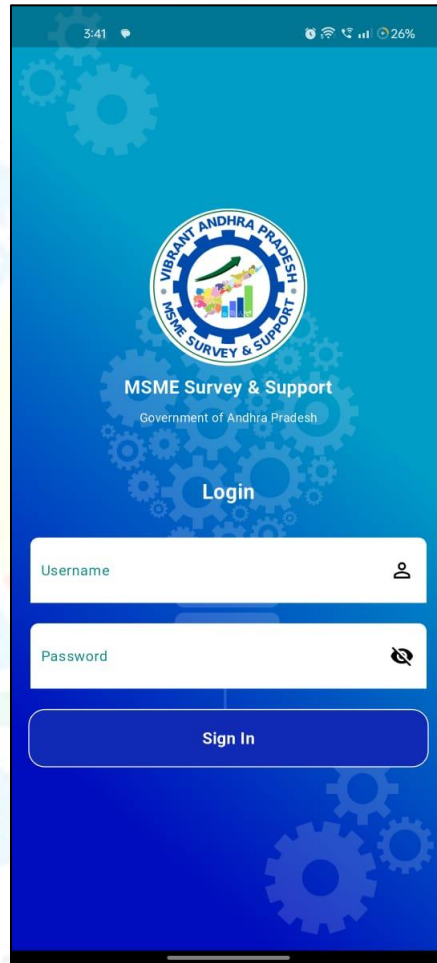 3:41
26%
VIBRANT ANDHRA PRADESH
MSME SURVEY & SUPPORT
MSME Survey & Support
Government of Andhra Pradesh
Login
Username
Password
Sign In